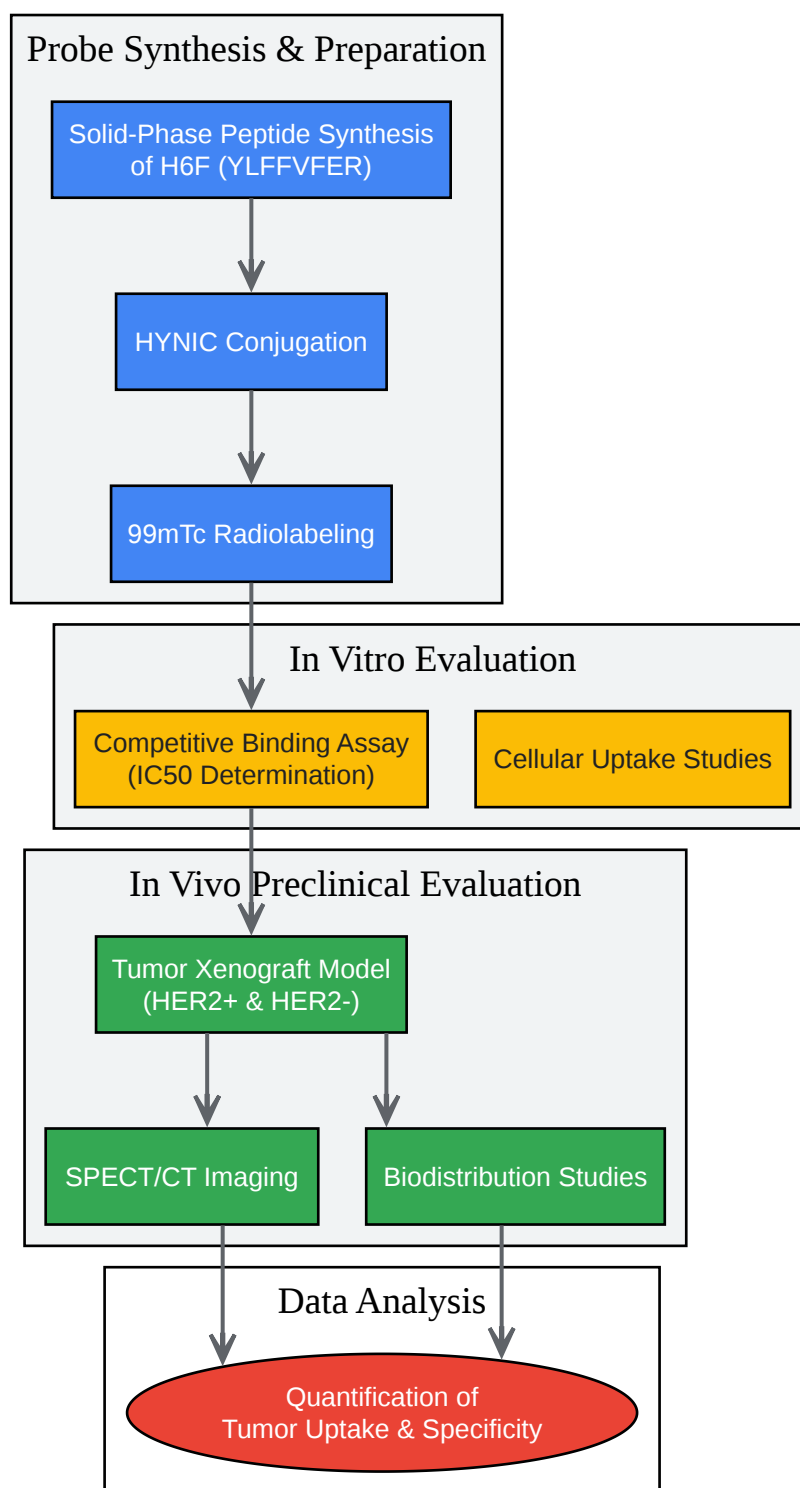 Probe Synthesis & Preparation
Solid-Phase Peptide Synthesis
of H6F (YLFFVFER)
HYNIC Conjugation
99mTc Radiolabeling
In Vitro Evaluation
Competitive Binding Assay
(IC50 Determination)
Cellular Uptake Studies
In Vivo Preclinical Evaluation
Tumor Xenograft Model
(HER2+ & HER2-)
SPECT/CT Imaging
Biodistribution Studies
Data Analysis
Quantification of
Tumor Uptake & Specificity